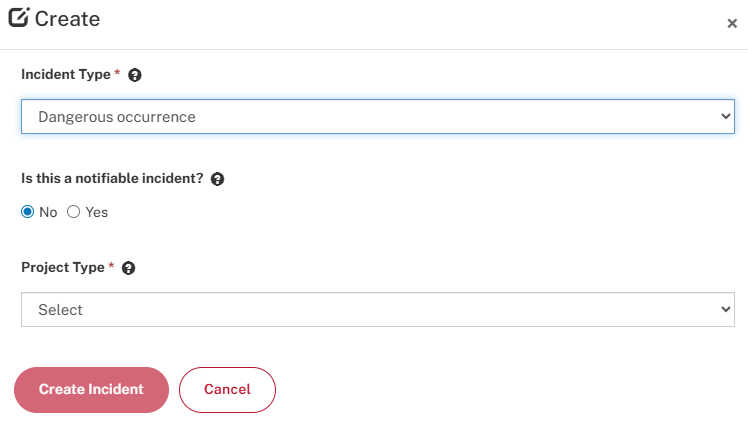 Create
×
Incident Type *
Dangerous occurrence
Is this a notifiable incident?
No Yes
Project Type *
Select
Create Incident Cancel